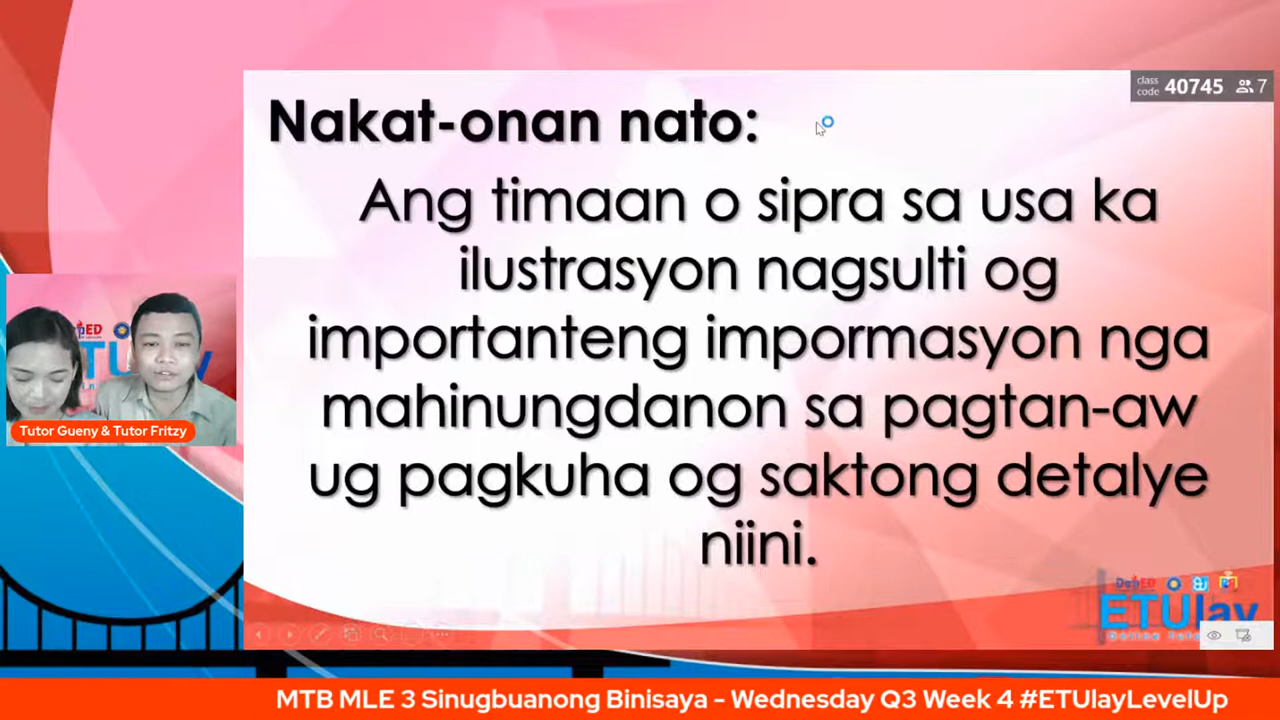 class code 40745 7
Nakat-onan nato:
Ang timaan o sipra sa usa ka
ilustrasyon nagsulti og
importanteng impormasyon nga
mahinungdanon sa pagtan-aw
ug pagkuha og saktong detalye
niini.
Tutor Gueny & Tutor Fritzy
DepED
ETUlay
MTB MLE 3 Sinugbuanong Binisaya - Wednesday Q3 Week 4 #ETUlayLevelUp